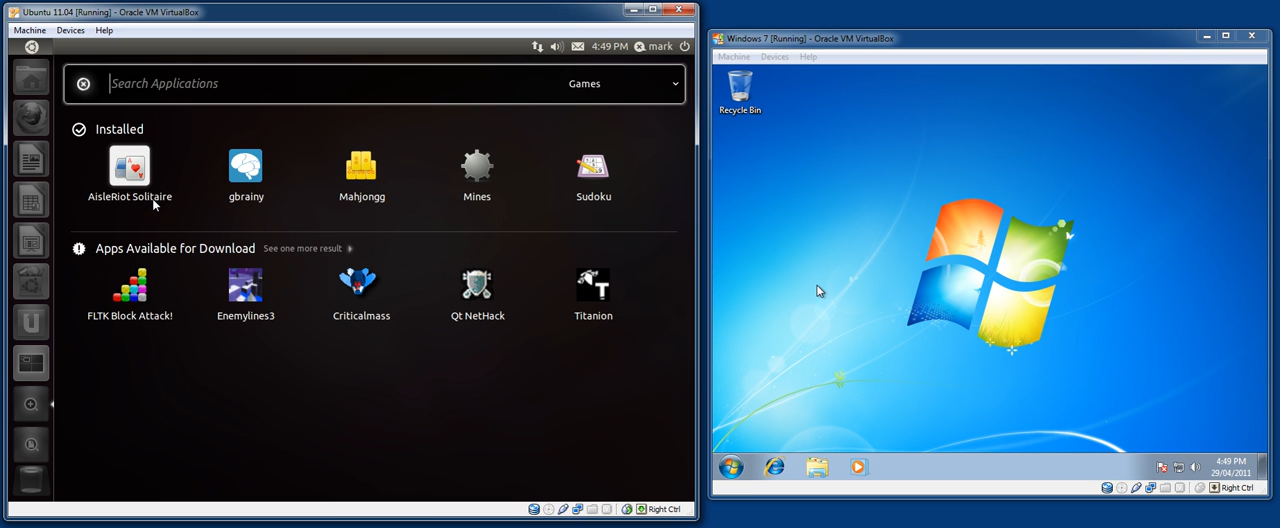 Ubuntu 11.04 [Running] - Oracle VM VirtualBox
Machine Devices Help
4:49 PM mark
Search Applications Games
Installed
AisleRiot Solitaire gbrainy Mahjongg Mines Sudoku
Apps Available for Download See one more result
FLTK Block Attack! Enemylines3 Criticalmass Qt NetHack Titanion
Right Ctrl
Windows 7 [Running] - Oracle VM VirtualBox
Machine Devices Help
Recycle Bin
4:49 PM
29/04/2011
Right Ctrl